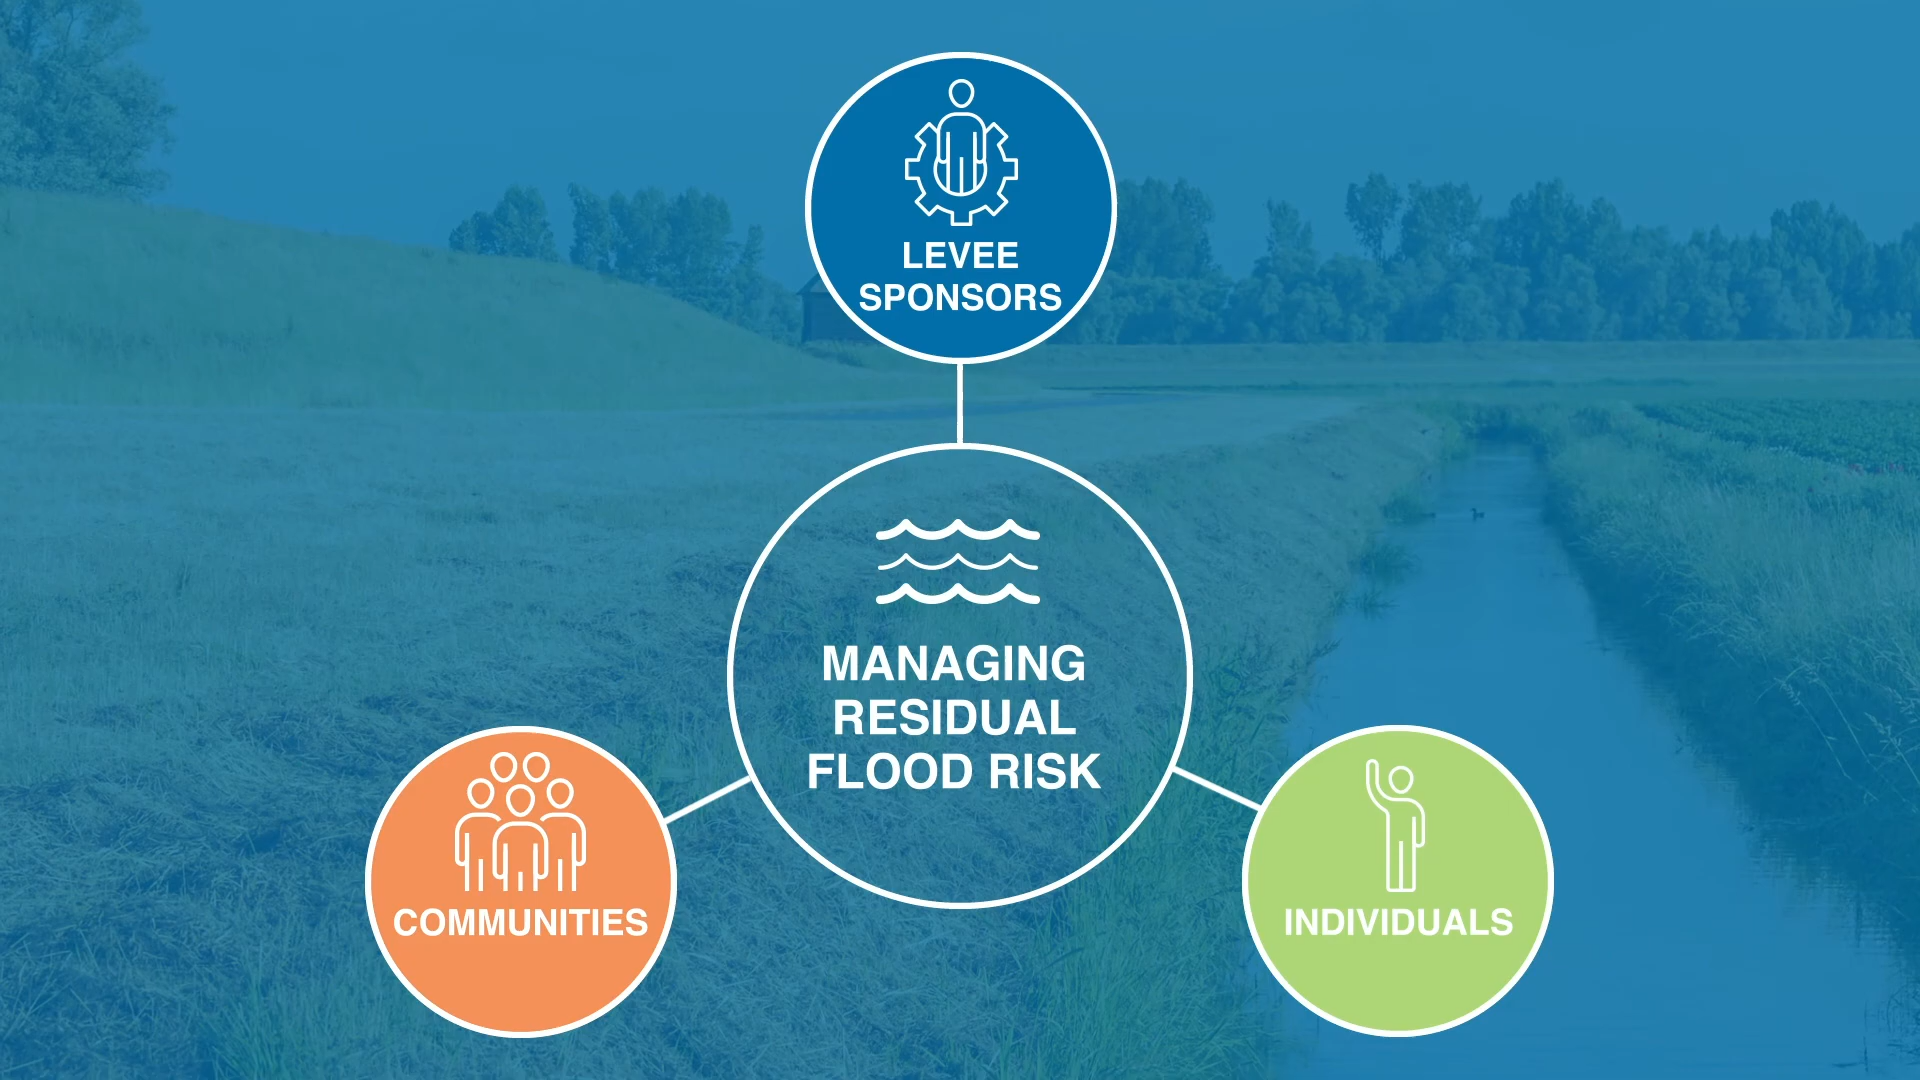 LEVEE
SPONSORS
MANAGING
RESIDUAL
FLOOD RISK
COMMUNITIES
INDIVIDUALS